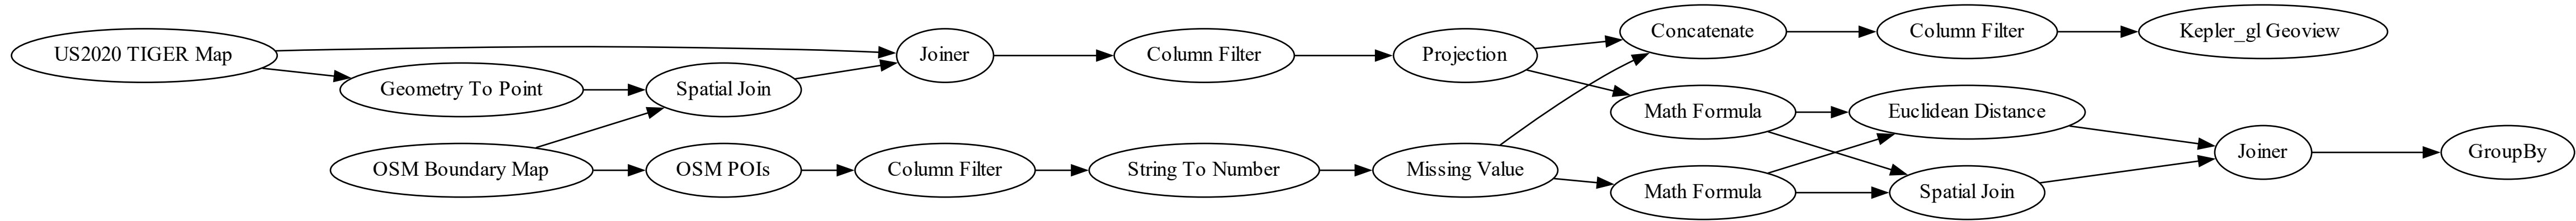 US2020 TIGER Map
Geometry To Point
OSM Boundary Map
Spatial Join
OSM POIs
Joiner
Column Filter
Column Filter
String To Number
Projection
Missing Value
Concatenate
Math Formula
Math Formula
Column Filter
Euclidean Distance
Spatial Join
Kepler_gl Geoview
Joiner
GroupBy